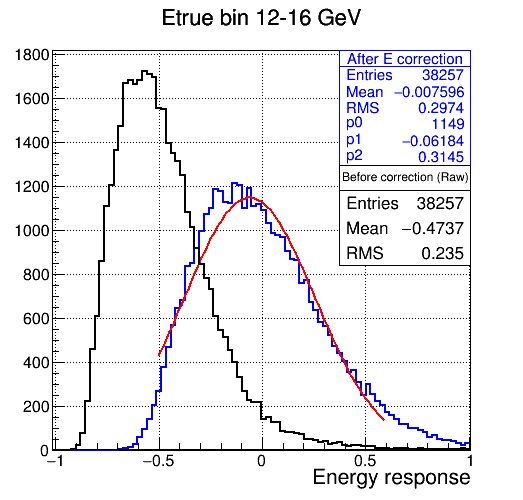 Etrue bin 12-16 GeV
After E correction
Entries 38257
Mean −0.007596
RMS 0.2974
p0 1149
p1 −0.06184
p2 0.3145
Before correction (Raw)
Entries 38257
Mean −0.4737
RMS 0.235
1800
1600
1400
1200
1000
800
600
400
200
0
−1 −0.5 0 0.5 1
Energy response